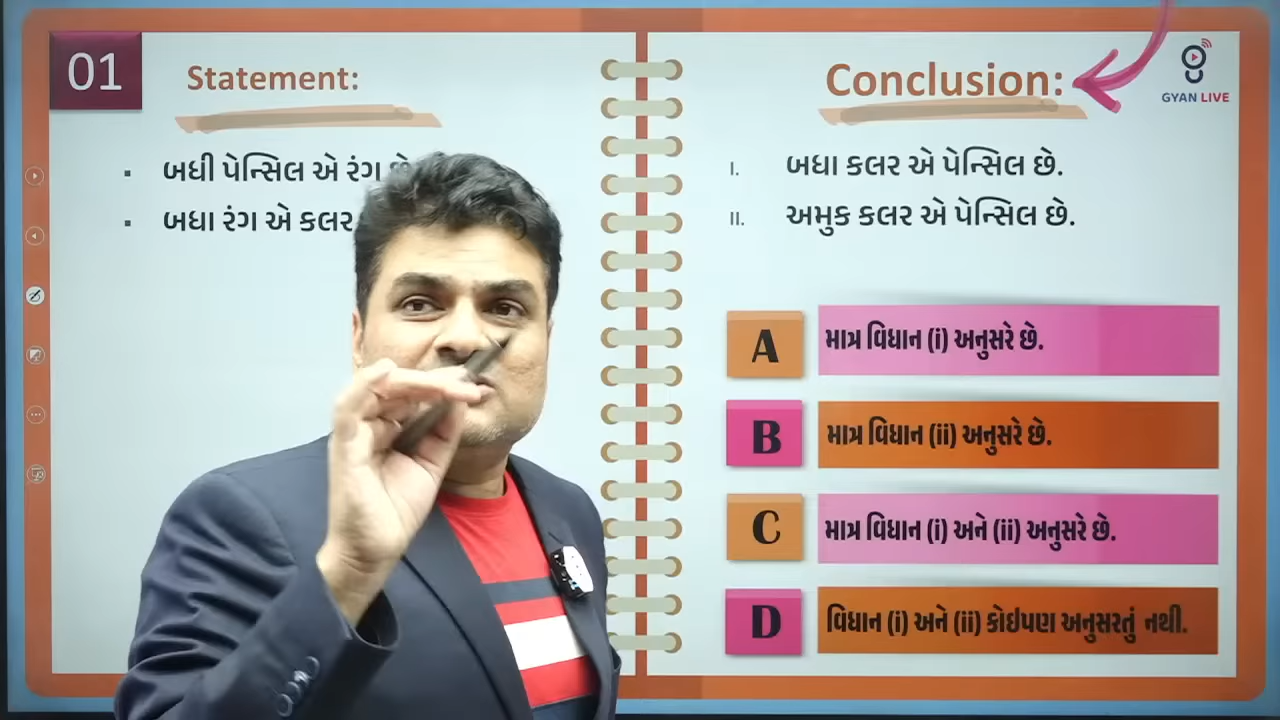 01
Statement:
બધી પેન્સિલ એ રંગ છે
બધા રંગ એ કલર
Conclusion:
GYAN LIVE
I. બધા કલર એ પેન્સિલ છે.
II. અમુક કલર એ પેન્સિલ છે.
A માત્ર વિધાન (i) અનુસરે છે.
B માત્ર વિધાન (ii) અનુસરે છે.
C માત્ર વિધાન (i) અને (ii) અનુસરે છે.
D વિધાન (i) અને (ii) કોઇપણ અનુસરતું નથી.